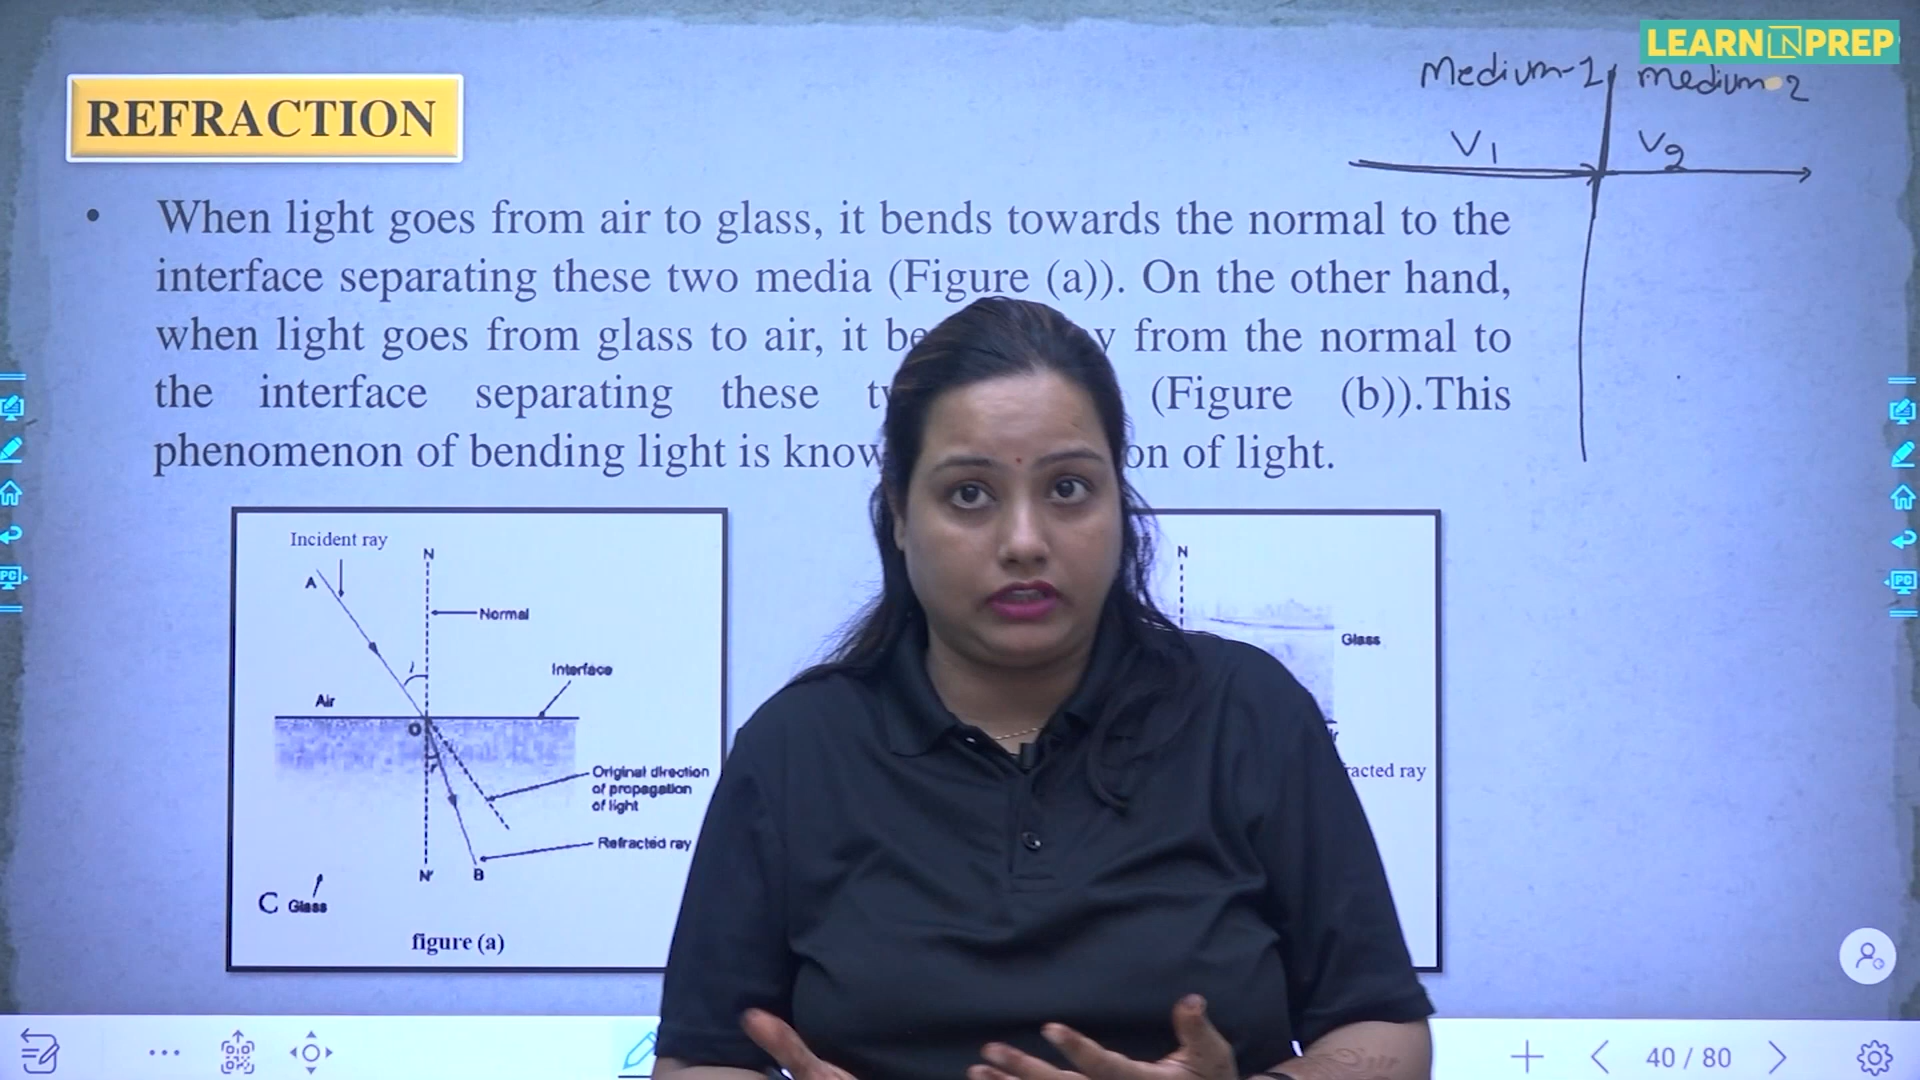 LEARN N PREP
Medium-1 medium-2
V1 V2
REFRACTION
• When light goes from air to glass, it bends towards the normal to the
interface separating these two media (Figure (a)). On the other hand,
when light goes from glass to air, it from the normal to
the interface separating these (Figure (b)).This
phenomenon of bending light is of light.
Incident ray
N
A
Normal
i
Interface
Air
O
r
Original direction
of propagation
of light
Refracted ray
N' B
C Glass
figure (a)
N
Glass
ray
40 / 80
PC
PC